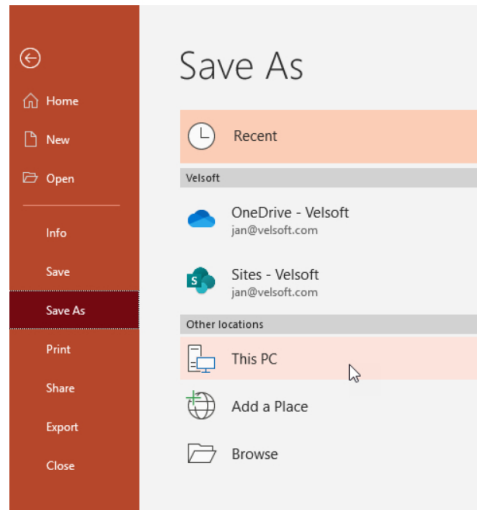 Save As
Home
New
Open
Info
Save
Save As
Print
Share
Export
Close
Recent
Velsoft
OneDrive - Velsoft
jan@velsoft.com
S
Sites - Velsoft
jan@velsoft.com
Other locations
This PC
Add a Place
Browse